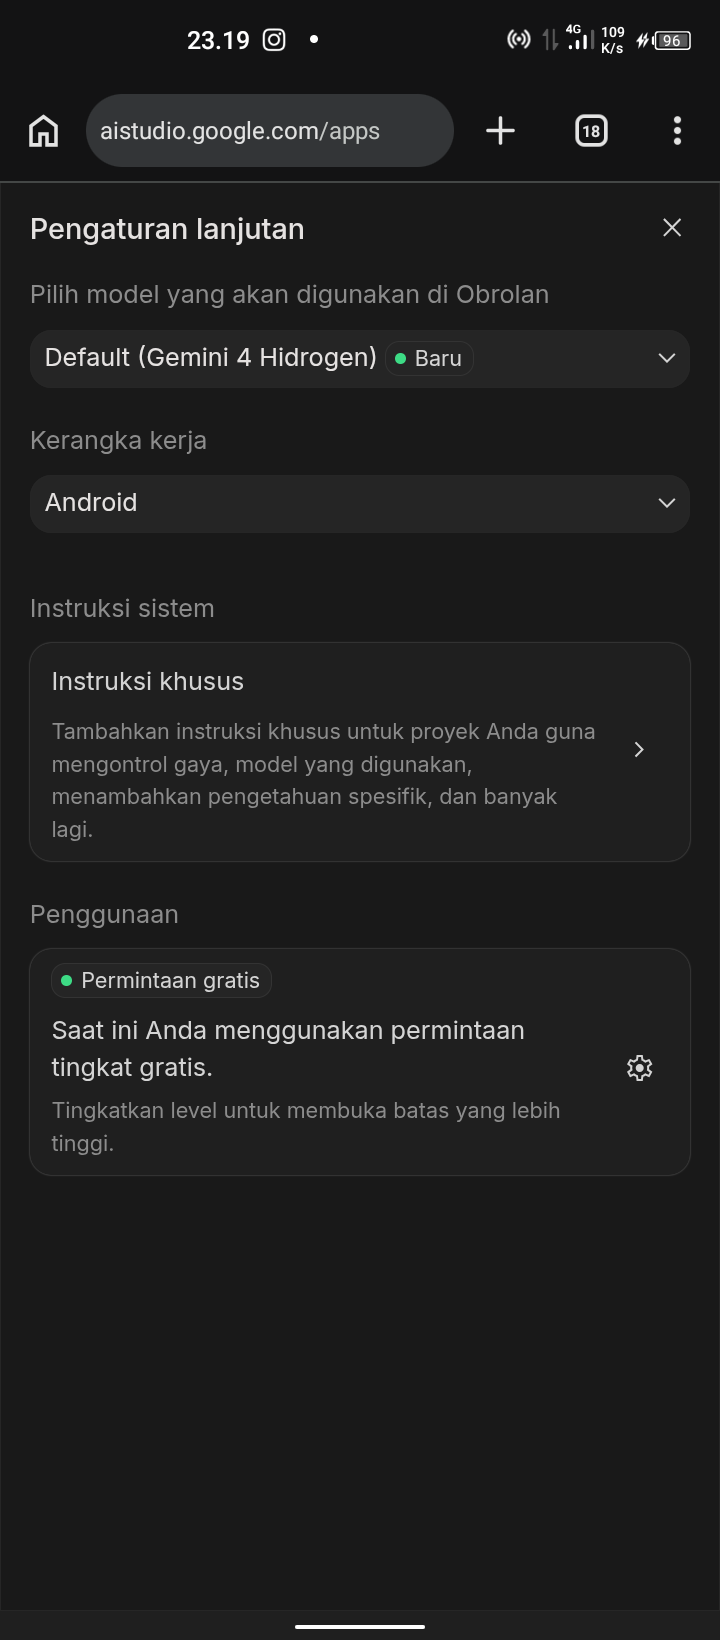 23.19
4G
109
K/s
96
aistudio.google.com/apps
18
Pengaturan lanjutan
Pilih model yang akan digunakan di Obrolan
Default (Gemini 4 Hidrogen) Baru
Kerangka kerja
Android
Instruksi sistem
Instruksi khusus
Tambahkan instruksi khusus untuk proyek Anda guna
mengontrol gaya, model yang digunakan,
menambahkan pengetahuan spesifik, dan banyak
lagi.
Penggunaan
Permintaan gratis
Saat ini Anda menggunakan permintaan
tingkat gratis.
Tingkatkan level untuk membuka batas yang lebih
tinggi.